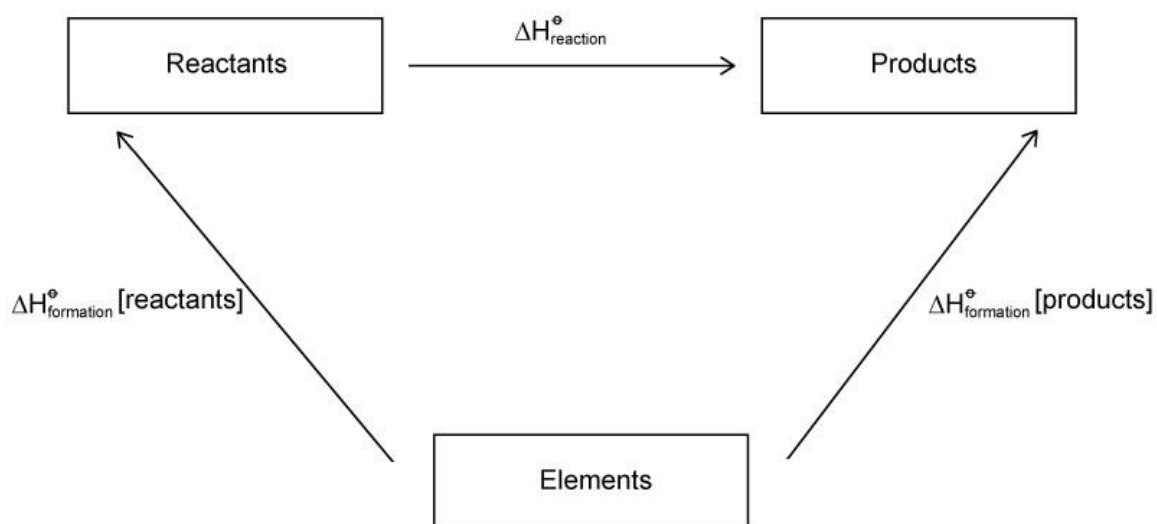 ΔH⦵reaction
Reactants
Products
ΔH⦵formation [reactants]
ΔH⦵formation [products]
Elements